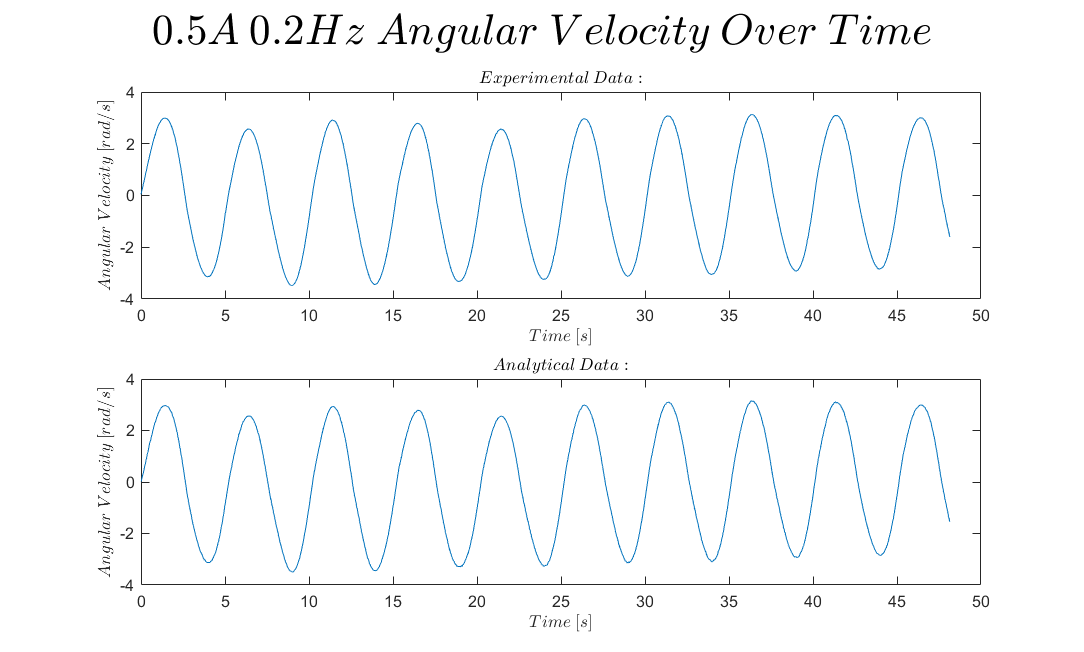 0.5A 0.2Hz Angular Velocity Over Time
Experimental Data :
Angular Velocity [rad/s]
4
2
0
-2
-4
0 5 10 15 20 25 30 35 40 45 50
Time [s]
Analytical Data :
Angular Velocity [rad/s]
4
2
0
-2
-4
0 5 10 15 20 25 30 35 40 45 50
Time [s]